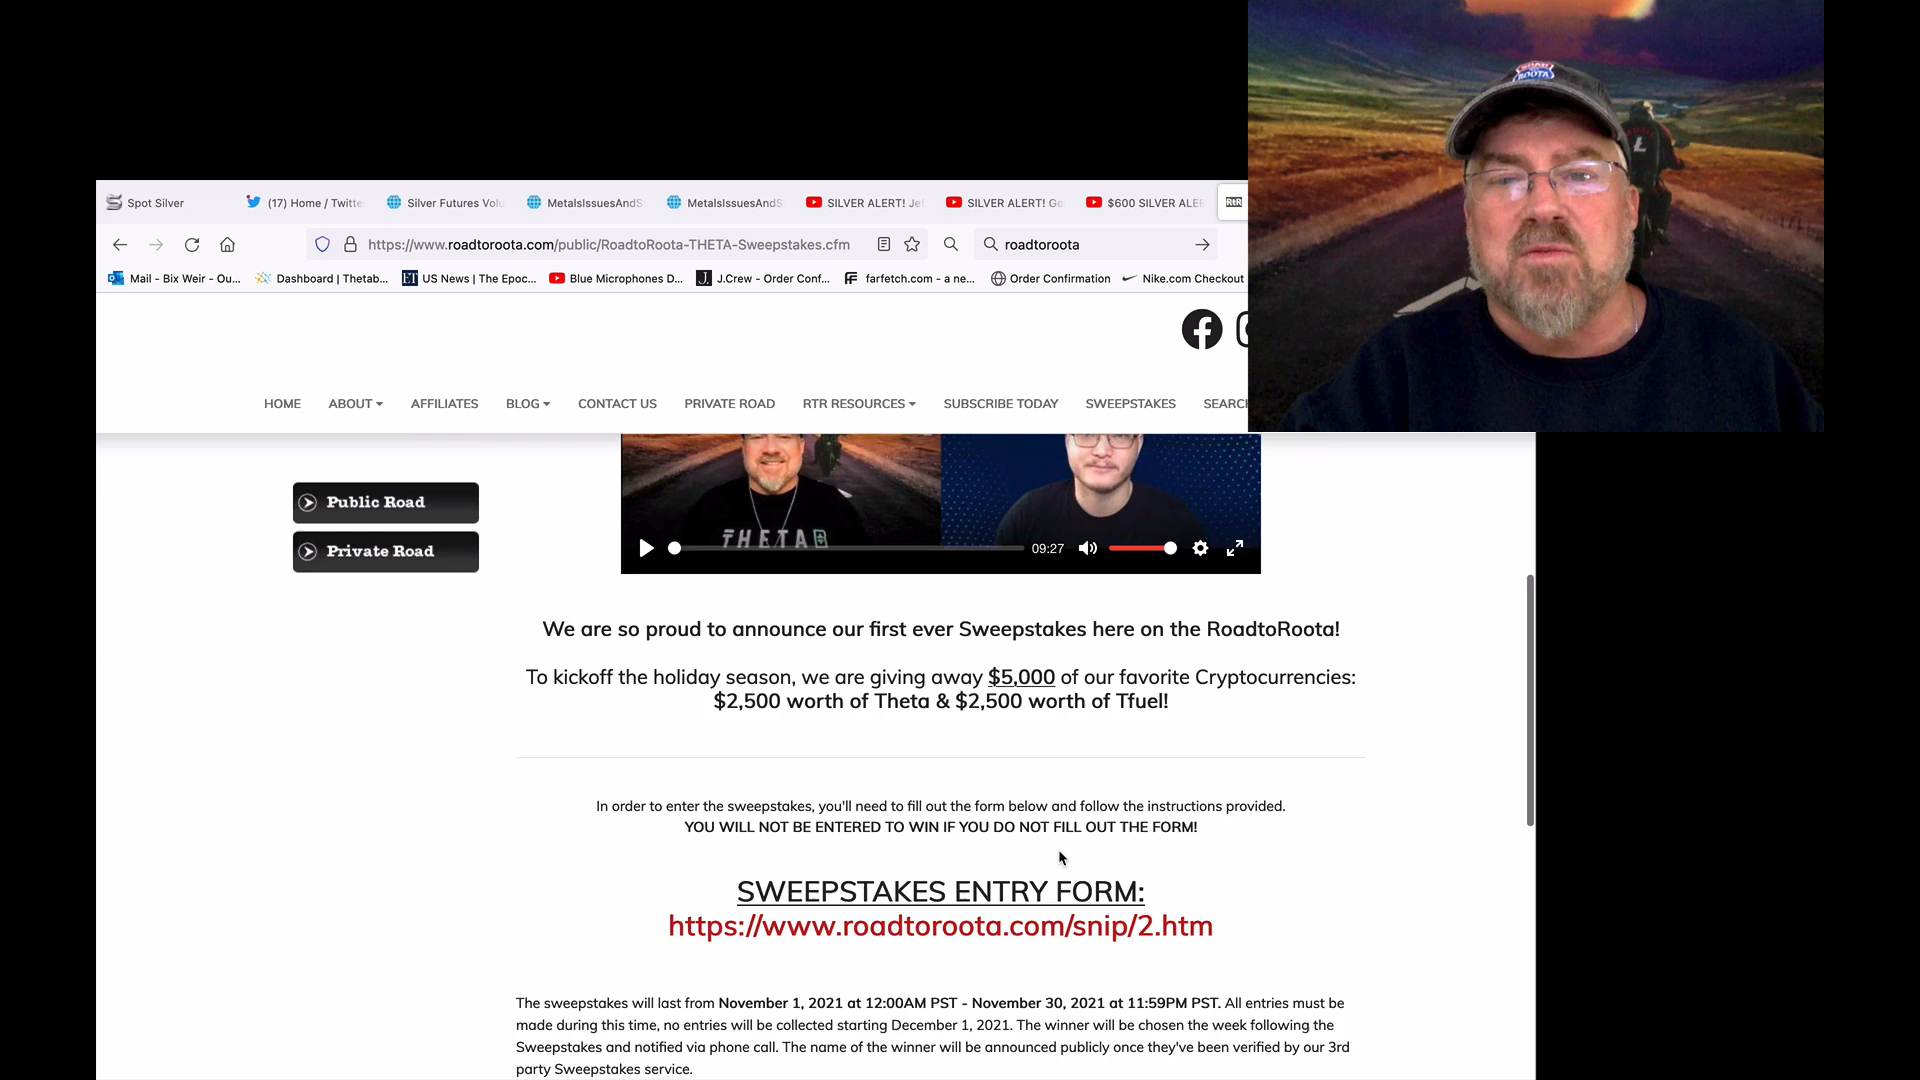 ROAD TO ROOTA
Spot Silver
(17) Home / Twitte
Silver Futures Volu
MetalsIssuesAndS
MetalsIssuesAndS
SILVER ALERT! Je
SILVER ALERT! Go
$600 SILVER ALER
RTR
https://www.roadtoroota.com/public/RoadtoRoota-THETA-Sweepstakes.cfm
roadtoroota
Mail - Bix Weir - Ou...
Dashboard | Thetab...
ET US News | The Epoc...
Blue Microphones D...
J. J.Crew - Order Conf...
farfetch.com - a ne...
Order Confirmation
Nike.com Checkout
HOME ABOUT AFFILIATES BLOG CONTACT US PRIVATE ROAD RTR RESOURCES SUBSCRIBE TODAY SWEEPSTAKES SEARCH
Public Road
Private Road
THETA
09:27
We are so proud to announce our first ever Sweepstakes here on the RoadtoRoota!
To kickoff the holiday season, we are giving away $5,000 of our favorite Cryptocurrencies:
$2,500 worth of Theta & $2,500 worth of Tfuel!
In order to enter the sweepstakes, you'll need to fill out the form below and follow the instructions provided.
YOU WILL NOT BE ENTERED TO WIN IF YOU DO NOT FILL OUT THE FORM!
SWEEPSTAKES ENTRY FORM:
https://www.roadtoroota.com/snip/2.htm
The sweepstakes will last from November 1, 2021 at 12:00AM PST - November 30, 2021 at 11:59PM PST. All entries must be
made during this time, no entries will be collected starting December 1, 2021. The winner will be chosen the week following the
Sweepstakes and notified via phone call. The name of the winner will be announced publicly once they've been verified by our 3rd
party Sweepstakes service.